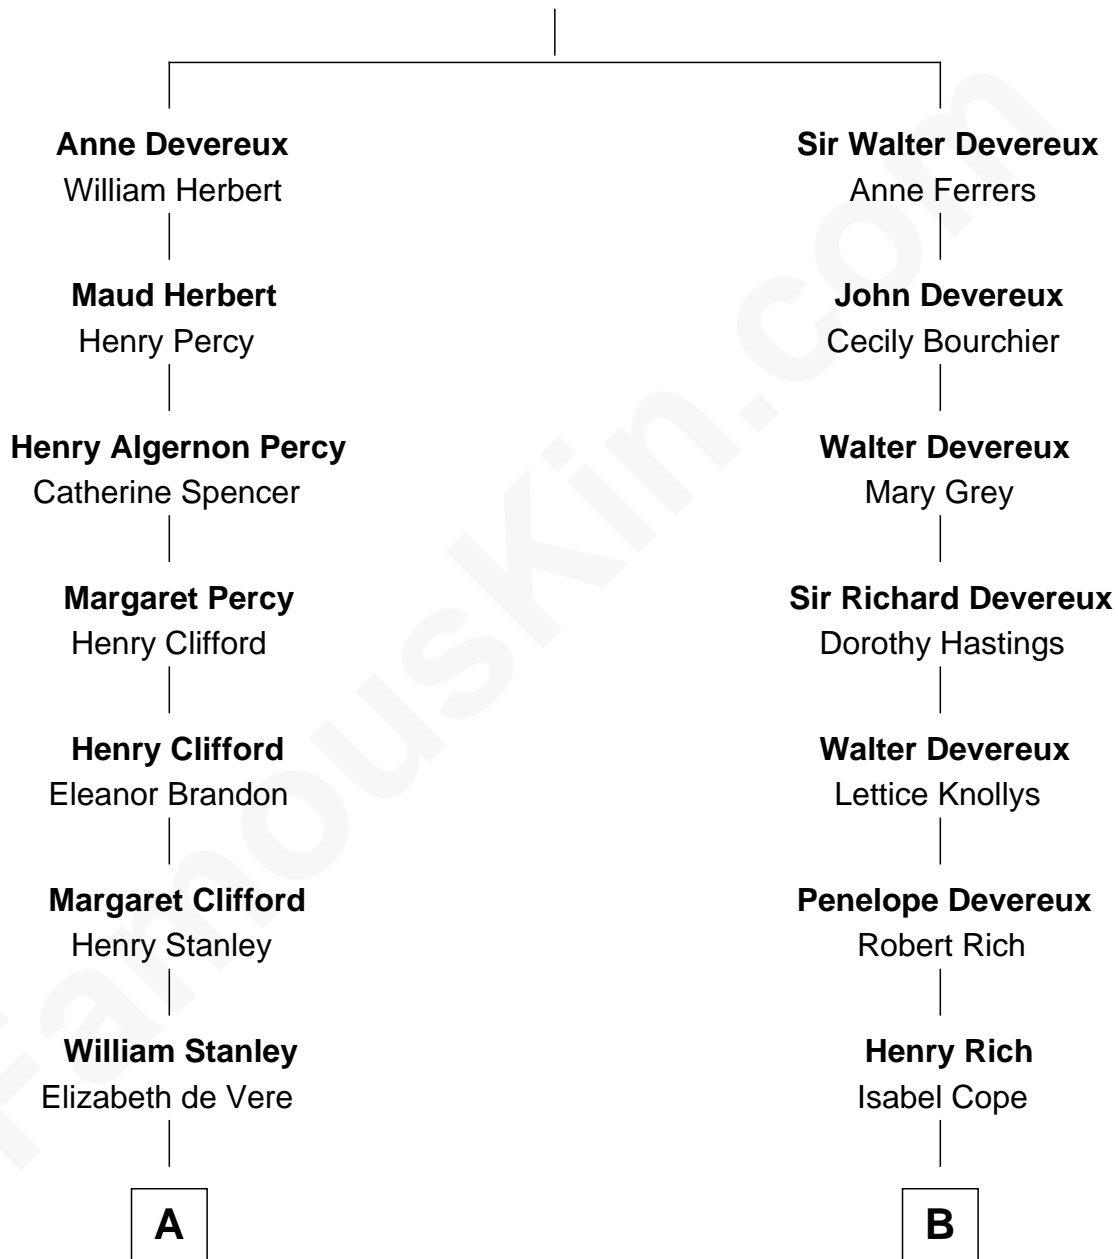 Anne Devereux
William Herbert
Maud Herbert
Henry Percy
Henry Algernon Percy
Catherine Spencer
Margaret Percy
Henry Clifford
Henry Clifford
Eleanor Brandon
Margaret Clifford
Henry Stanley
William Stanley
Elizabeth de Vere
A
Sir Walter Devereux
Anne Ferrers
John Devereux
Cecily Bourchier
Walter Devereux
Mary Grey
Sir Richard Devereux
Dorothy Hastings
Walter Devereux
Lettice Knollys
Penelope Devereux
Robert Rich
Henry Rich
Isabel Cope
B
FamousKin.com